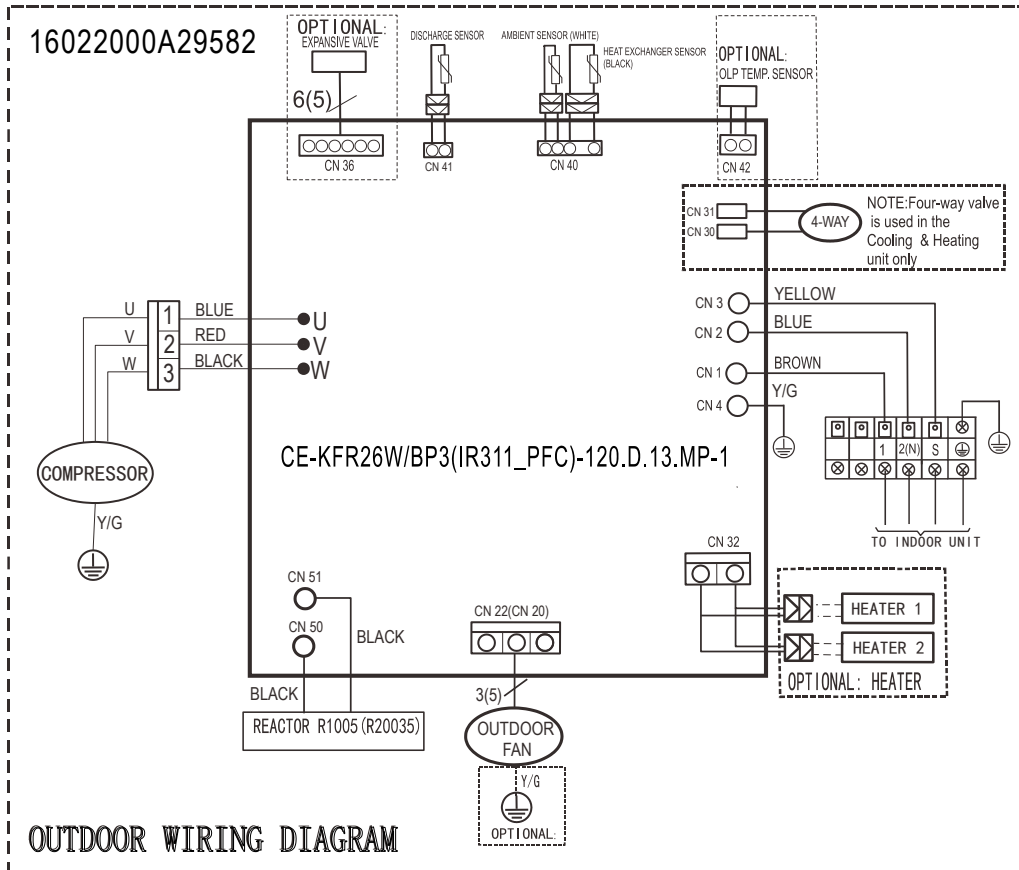 16022000A29582
OPTIONAL:
EXPANSIVE VALVE
6(5)
CN 36
DISCHARGE SENSOR
CN 41
AMBIENT SENSOR (WHITE)
HEAT EXCHANGER SENSOR
(BLACK)
CN 40
OPTIONAL:
OLP TEMP. SENSOR
CN 42
CN 31
CN 30
4-WAY
NOTE:Four-way valve
is used in the
Cooling & Heating
unit only
U
1
BLUE
U
V
2
RED
V
W
3
BLACK
W
COMPRESSOR
Y/G
CN 3
YELLOW
CN 2
BLUE
CN 1
BROWN
CN 4
Y/G
1
2(N)
S
TO INDOOR UNIT
CE-KFR26W/BP3(IR311_PFC)-120.D.13.MP-1
CN 32
HEATER 1
HEATER 2
OPTIONAL: HEATER
CN 51
CN 50
BLACK
BLACK
REACTOR R1005(R20035)
CN 22(CN 20)
3(5)
OUTDOOR
FAN
Y/G
OPTIONAL:
OUTDOOR WIRING DIAGRAM